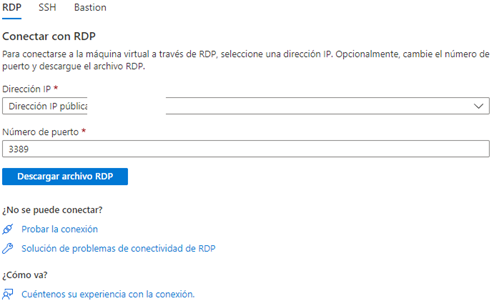 RDP SSH Bastion
Conectar con RDP
Para conectarse a la máquina virtual a través de RDP, seleccione una dirección IP. Opcionalmente, cambie el número de
puerto y descargue el archivo RDP.
Dirección IP *
Dirección IP pública
Número de puerto *
3389
Descargar archivo RDP
¿No se puede conectar?
Probar la conexión
Solución de problemas de conectividad de RDP
¿Cómo va?
Cuéntenos su experiencia con la conexión.